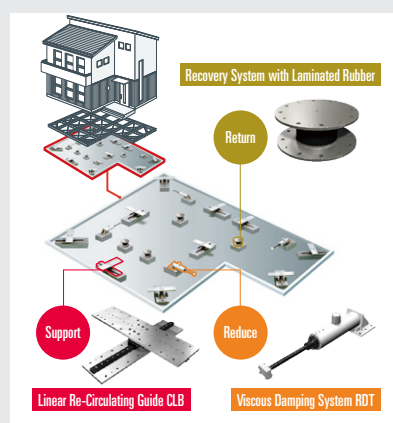 Recovery System with Laminated Rubber
Return
Support
Reduce
Linear Re-Circulating Guide CLB
Viscous Damping System RDT